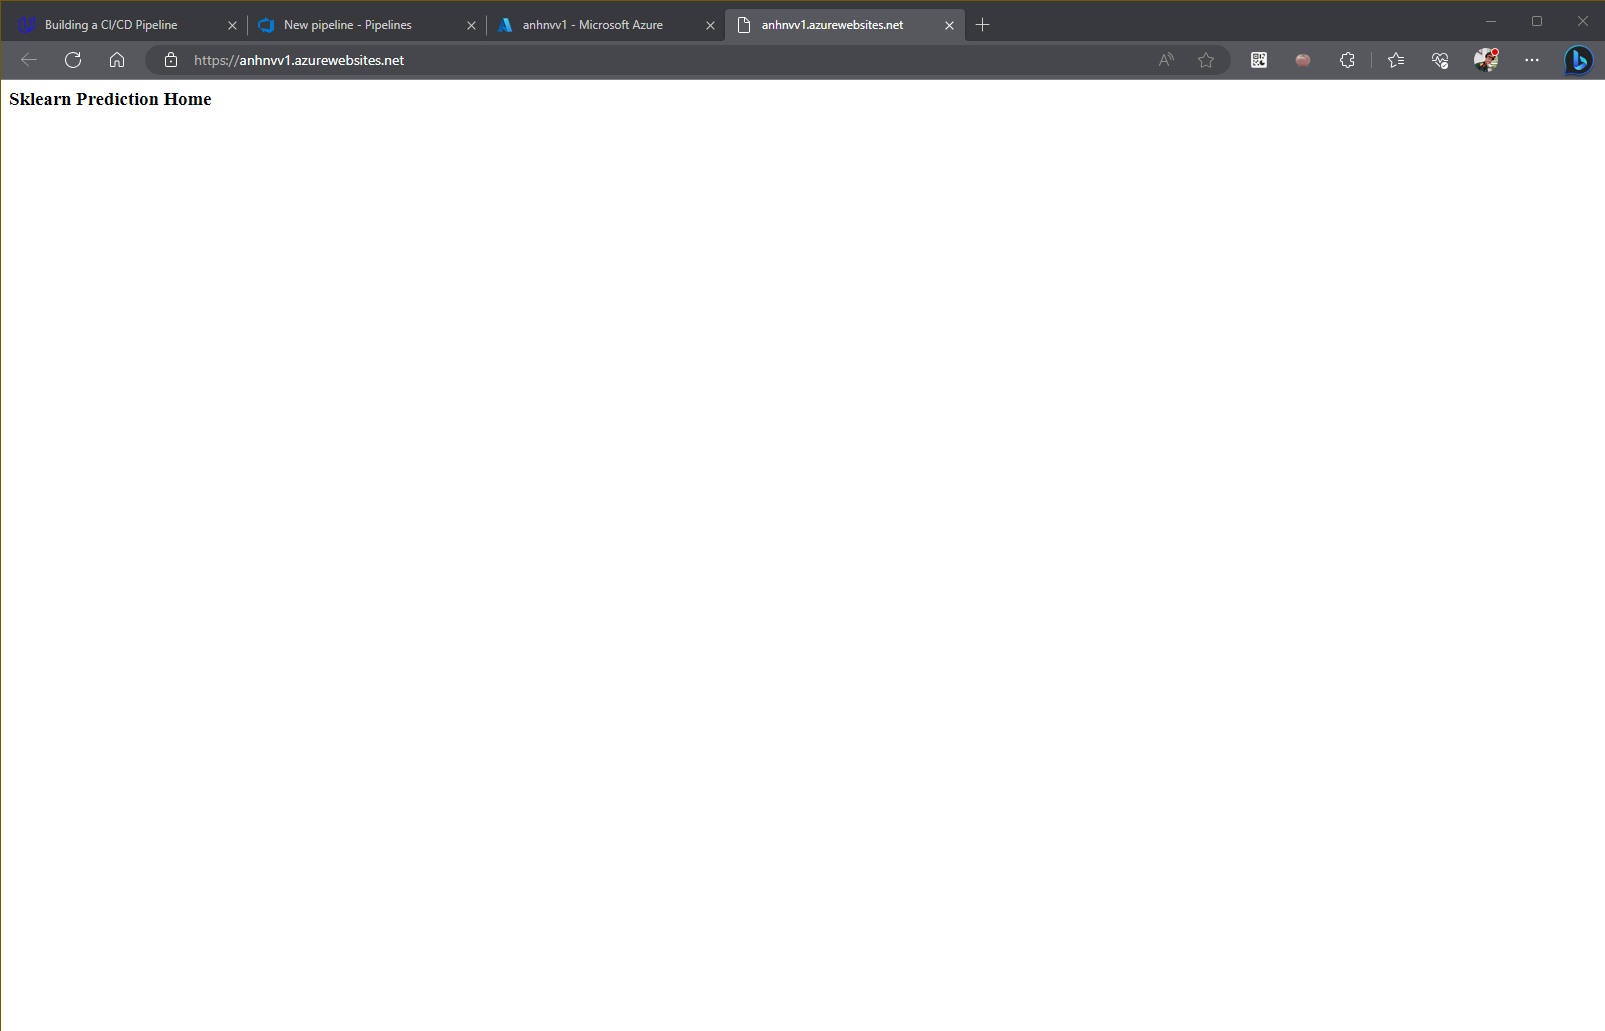 Building a CI/CD Pipeline
New pipeline - Pipelines
anhnvv1 - Microsoft Azure
anhnvv1.azurewebsites.net
https://anhnvv1.azurewebsites.net
Sklearn Prediction Home